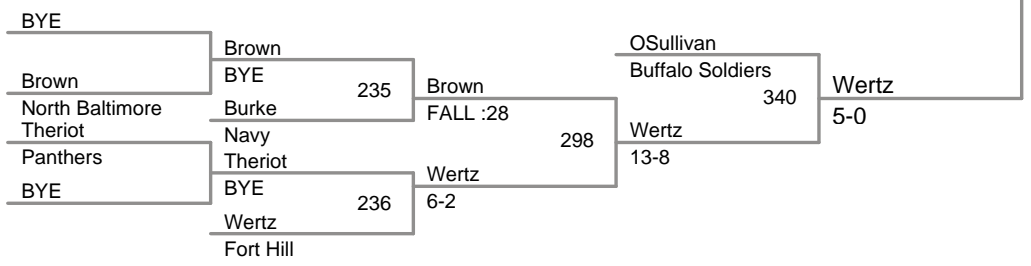 BYE
Brown
North Baltimore
Theriot
Panthers
BYE
Brown
BYE
235
Burke
Navy
Theriot
BYE
236
Wertz
Fort Hill
Brown
FALL :28
298
Wertz
6-2
OSullivan
Buffalo Soldiers
340
Wertz
13-8
Wertz
5-0